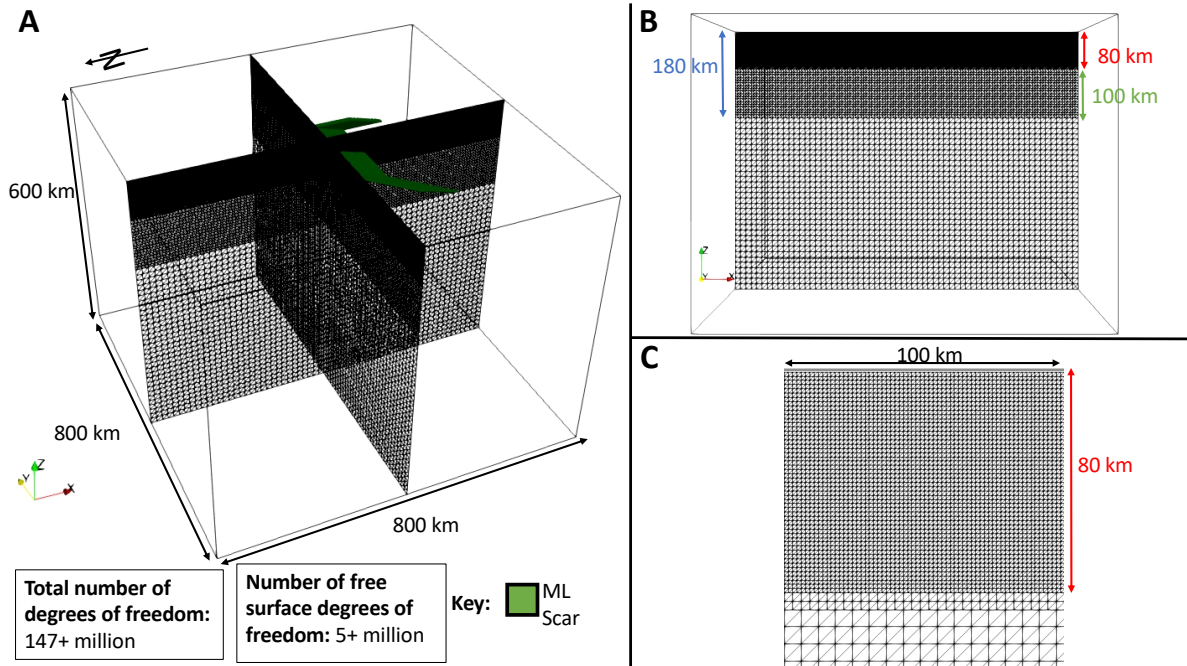 A
N
600 km
800 km
800 km
Z
Y
X
Total number of
degrees of freedom:
147+ million
Number of free
surface degrees of
freedom: 5+ million
Key:
ML
Scar
B
180 km
80 km
100 km
Z
Y
X
C
100 km
80 km